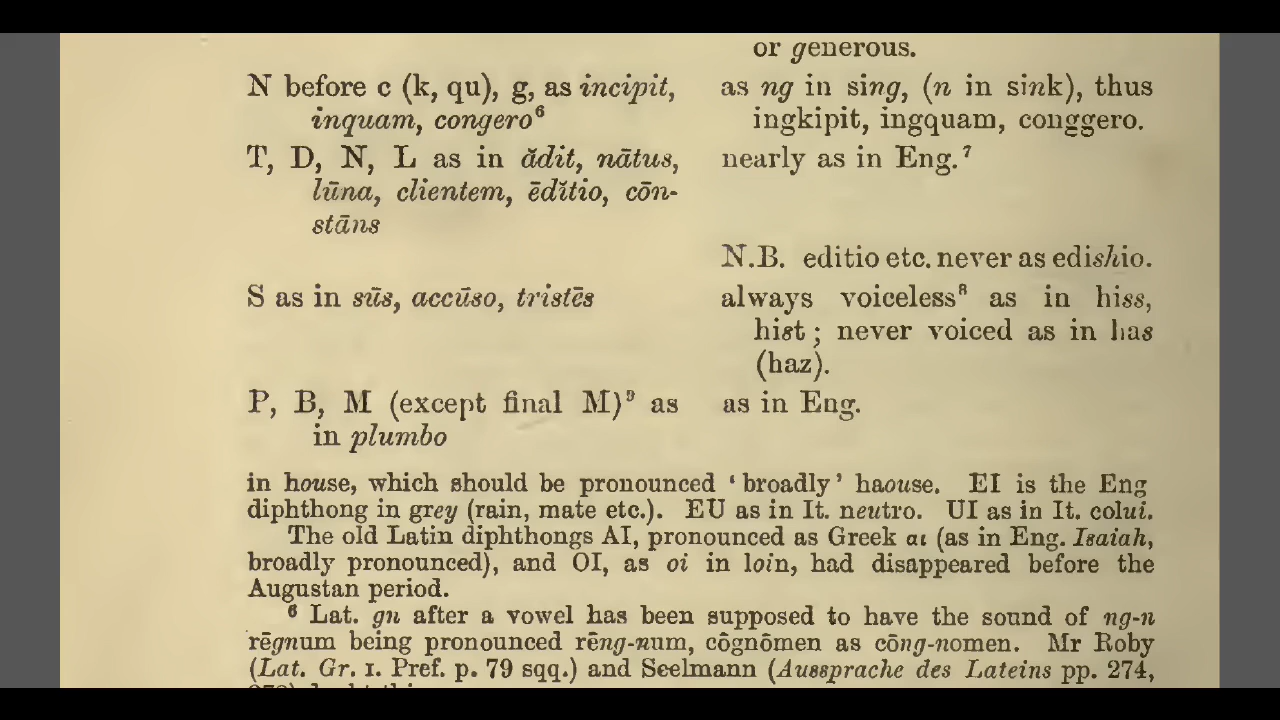 or generous.
N before c (k, qu), g, as incipit, as ng in sing, (n in sink), thus
inquam, congero⁶ ingkipit, ingquam, conggero.
T, D, N, L as in ădit, nātus, nearly as in Eng.⁷
lūna, clientem, ēdĭtio, cōn-
stāns
N.B. editio etc. never as edishio.
S as in sūs, accūso, tristēs always voiceless⁸ as in hiss,
hist; never voiced as in has
(haz).
P, B, M (except final M)⁹ as as in Eng.
in plumbo
in house, which should be pronounced ‘broadly’ haouse. EI is the Eng
diphthong in grey (rain, mate etc.). EU as in It. neutro. UI as in It. colui.
The old Latin diphthongs AI, pronounced as Greek αι (as in Eng. Isaiah,
broadly pronounced), and OI, as oi in loin, had disappeared before the
Augustan period.
⁶ Lat. gn after a vowel has been supposed to have the sound of ng-n
rēgnum being pronounced rēng-num, cōgnōmen as cōng-nomen. Mr Roby
(Lat. Gr. I. Pref. p. 79 sqq.) and Seelmann (Aussprache des Lateins pp. 274,